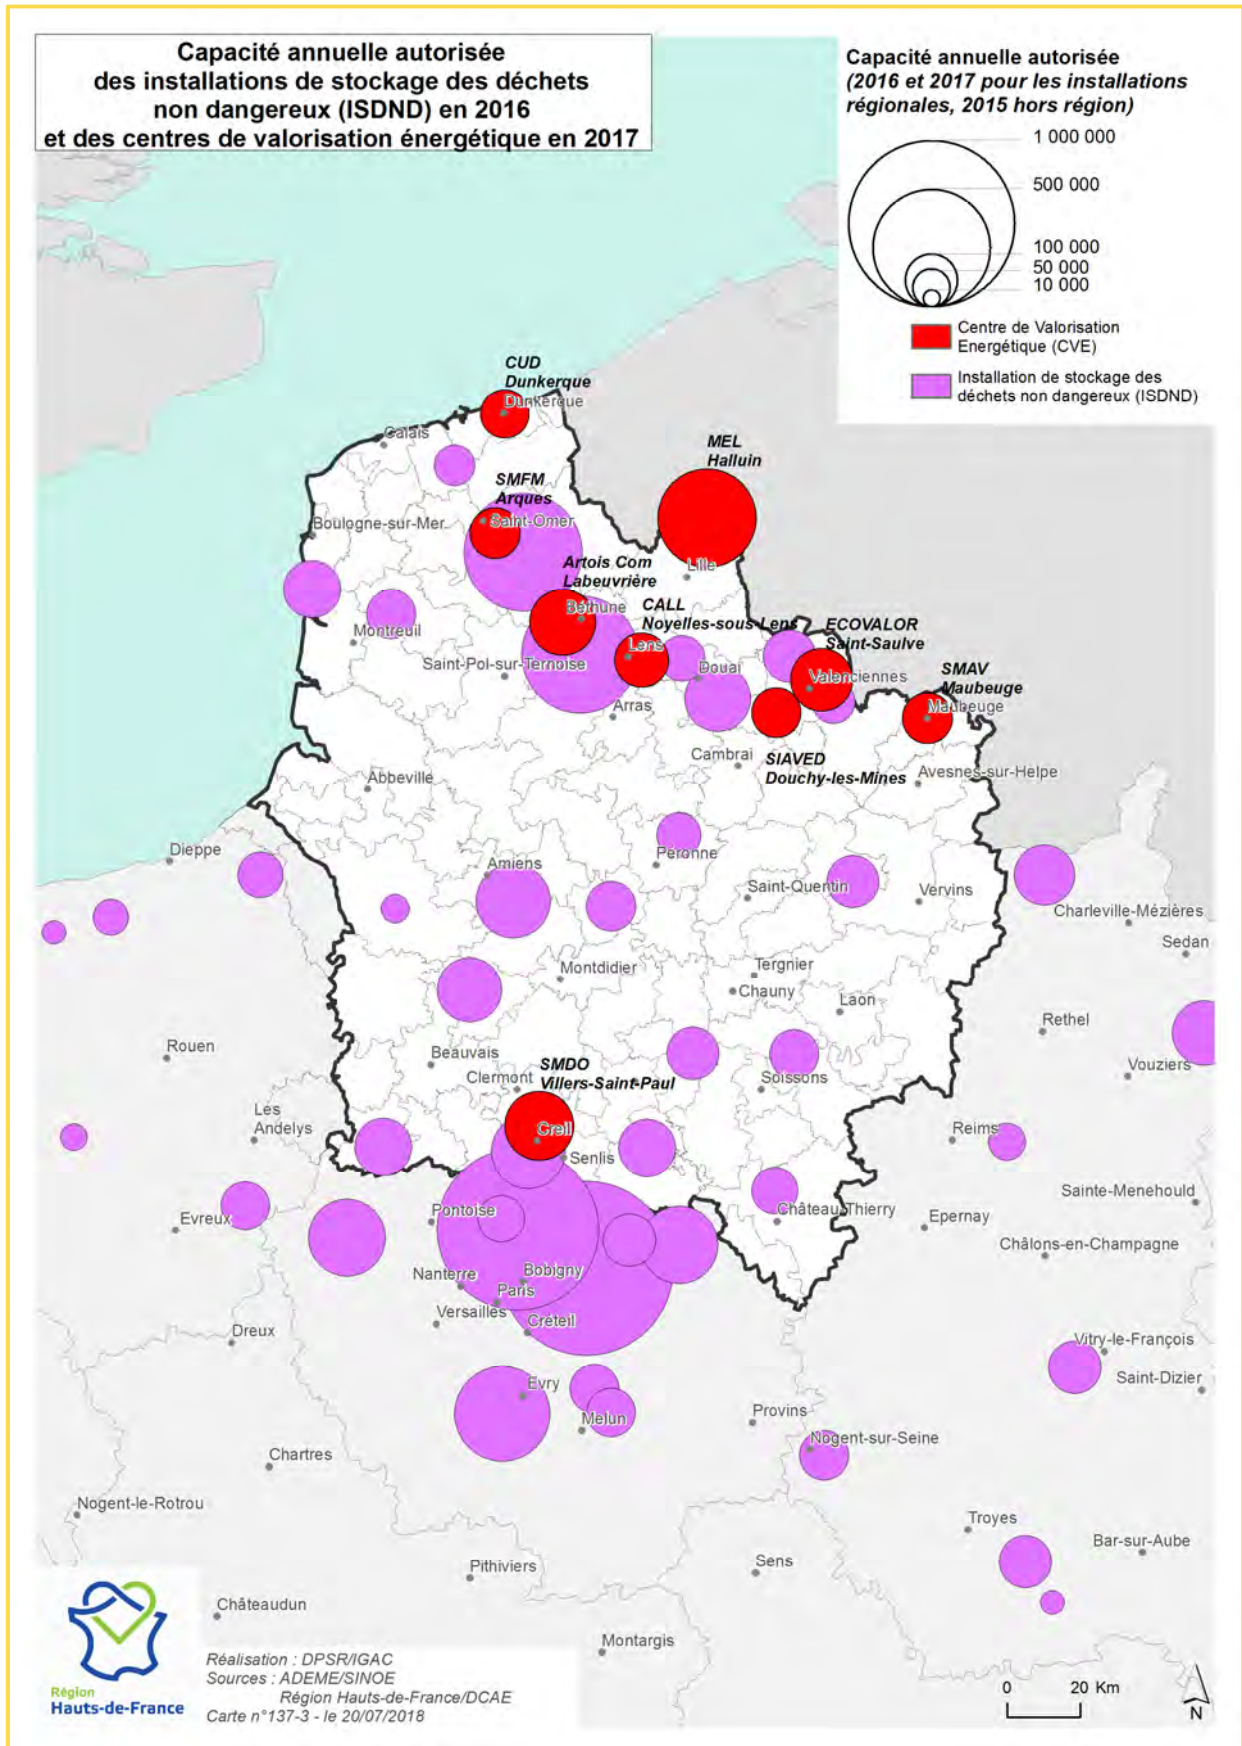 Capacité annuelle autorisée
des installations de stockage des déchets
non dangereux (ISDND) en 2016
et des centres de valorisation énergétique en 2017
Capacité annuelle autorisée
(2016 et 2017 pour les installations
régionales, 2015 hors région)
1 000 000
500 000
100 000
50 000
10 000
Centre de Valorisation
Energétique (CVE)
Installation de stockage des
déchets non dangereux (ISDND)
CUD
Dunkerque
Dunkerque
Calais
MEL
Halluin
SMFM
Arques
Saint-Omer
Boulogne-sur-Mer
Artois Com
Labeuvrière
Lille
Béthune
CALL
Noyelles-sous-Lens
ECOVALOR
Saint-Saulve
Montreuil
Lens
Saint-Pol-sur-Ternoise
Douai
Valenciennes
SMAV
Maubeuge
Maubeuge
Arras
Cambrai
SIAVED
Douchy-les-Mines
Avesnes-sur-Helpe
Abbeville
Dieppe
Amiens
Péronne
Saint-Quentin
Vervins
Charleville-Mézières
Sedan
Montdidier
Tergnier
Chauny
Laon
Rethel
Rouen
Beauvais
Clermont
SMDO
Villers-Saint-Paul
Soissons
Vouziers
Les
Andelys
Creil
Senlis
Reims
Sainte-Menehould
Evreux
Pontoise
Château-Thierry
Epernay
Châlons-en-Champagne
Nanterre
Bobigny
Paris
Versailles
Créteil
Dreux
Vitry-le-François
Saint-Dizier
Evry
Melun
Provins
Nogent-sur-Seine
Chartres
Nogent-le-Rotrou
Troyes
Bar-sur-Aube
Pithiviers
Sens
Châteaudun
Montargis
Région
Hauts-de-France
Réalisation : DPSR/IGAC
Sources : ADEME/SINOE
Région Hauts-de-France/DCAE
Carte n°137-3 - le 20/07/2018
0 20 Km
N